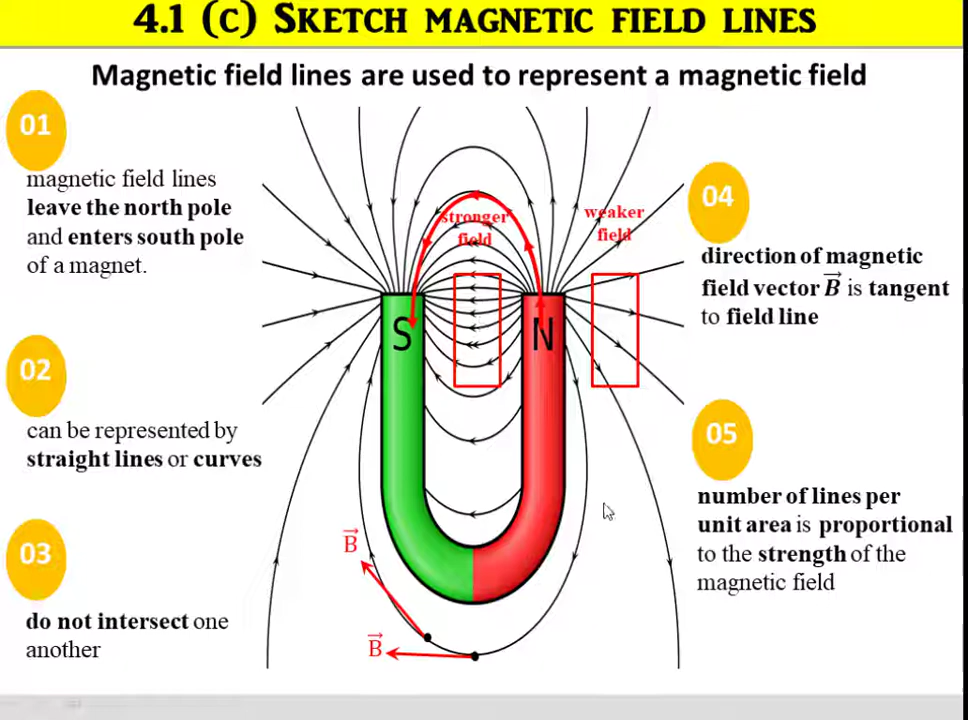 4.1 (C) SKETCH MAGNETIC FIELD LINES
Magnetic field lines are used to represent a magnetic field
01
magnetic field lines
leave the north pole
and enters south pole
of a magnet.
02
can be represented by
straight lines or curves
03
do not intersect one
another
stronger
field
weaker
field
S
N
B⃗
B⃗
04
direction of magnetic
field vector B⃗ is tangent
to field line
05
number of lines per
unit area is proportional
to the strength of the
magnetic field